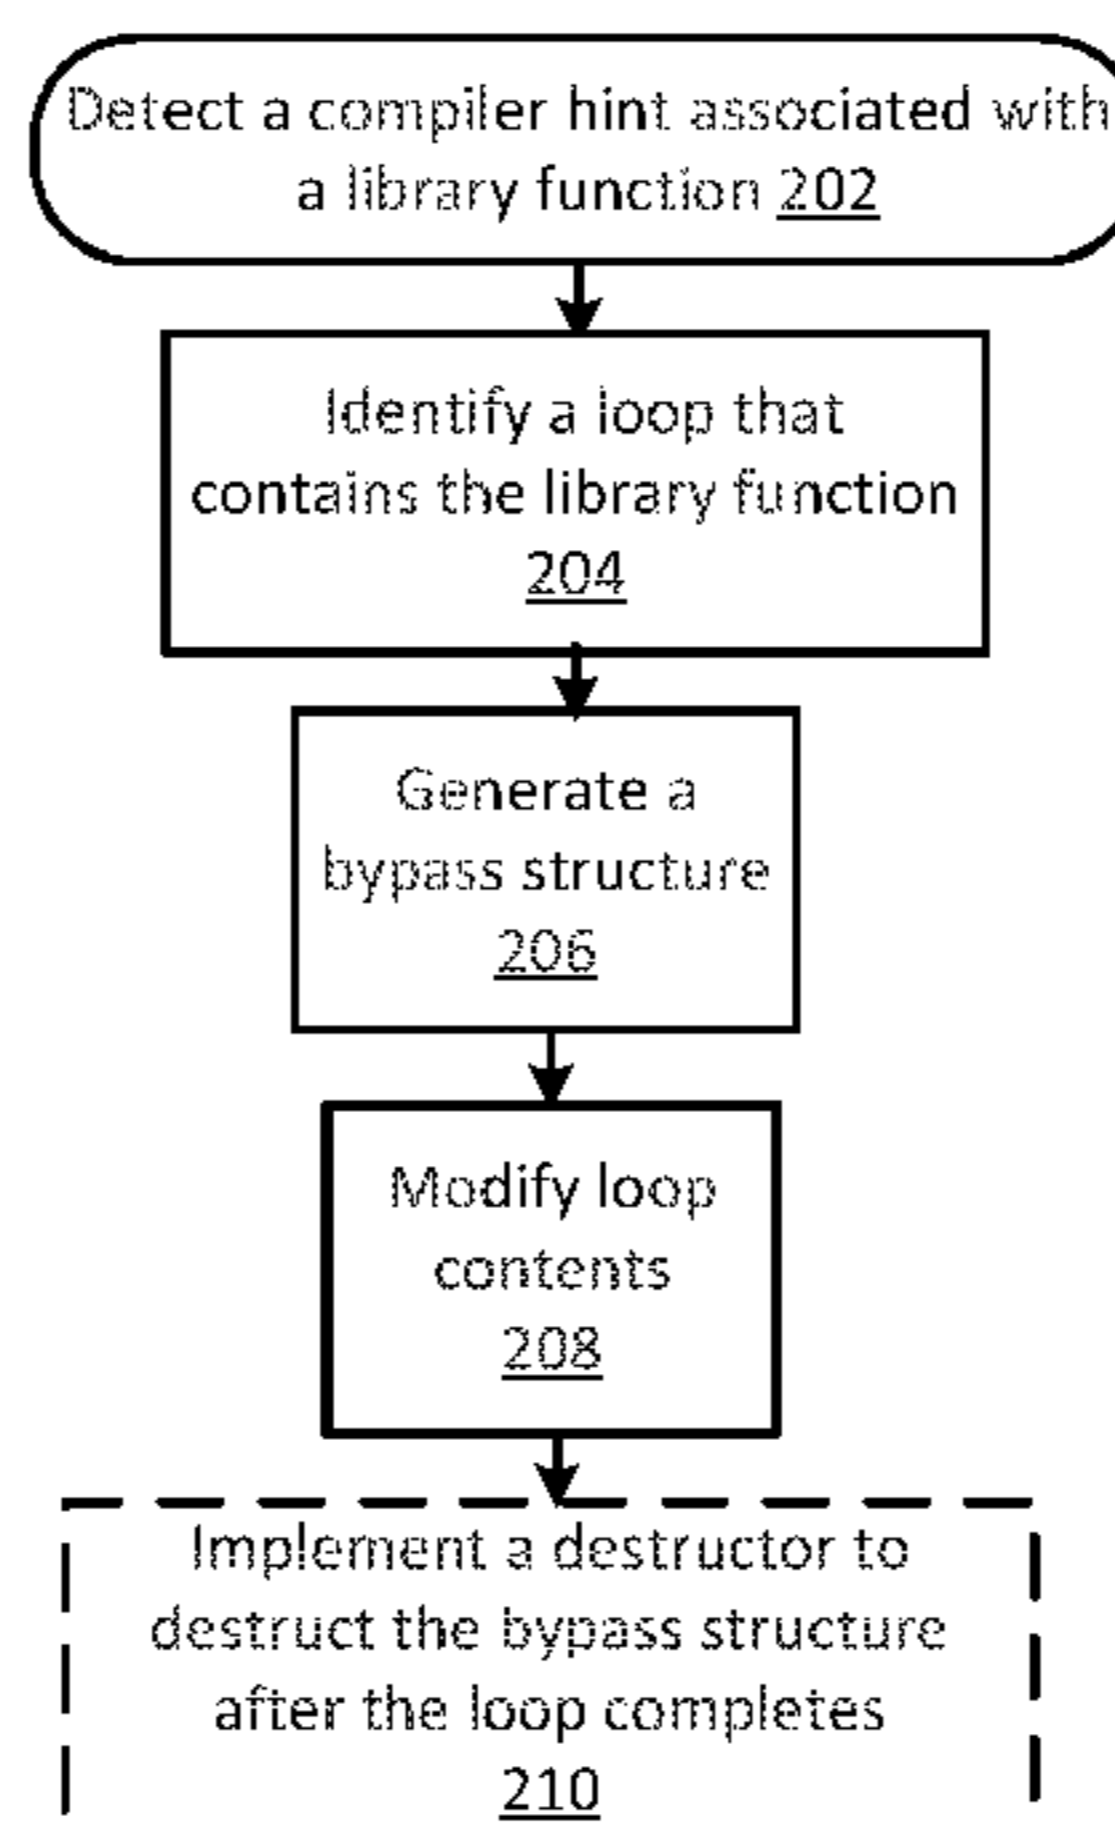 Detect a compiler hint associated with
a library function 202
Identify a loop that
contains the library function
204
Generate a
bypass structure
206
Modify loop
contents
208
Implement a destructor to
destruct the bypass structure
after the loop completes
210